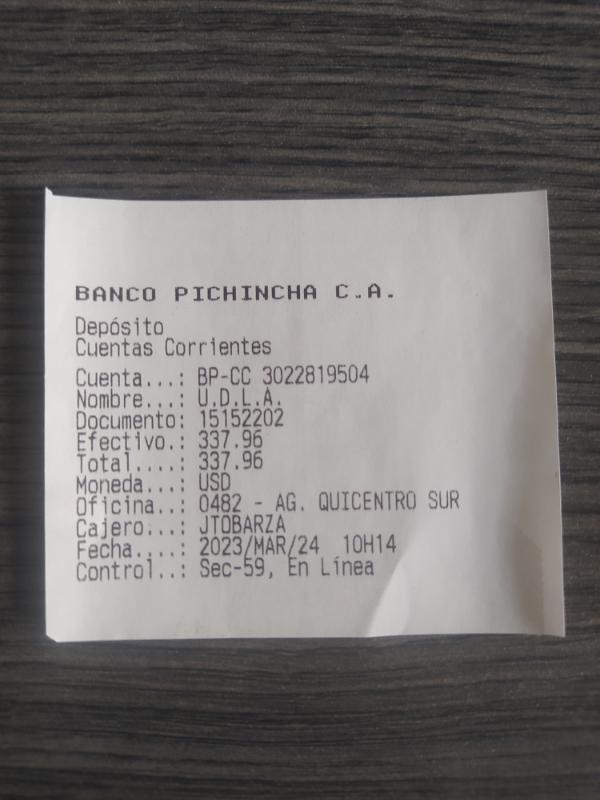 BANCO PICHINCHA C.A.
Depósito
Cuentas Corrientes
Cuenta...: BP-CC 3022819504
Nombre...: U.D.L.A.
Documento: 15152202
Efectivo.: 337.96
Total....: 337.96
Moneda...: USD
Oficina..: 0482 - AG. QUICENTRO SUR
Cajero...: JTOBARZA
Fecha....: 2023/MAR/24 10H14
Control..: Sec-59, En Línea